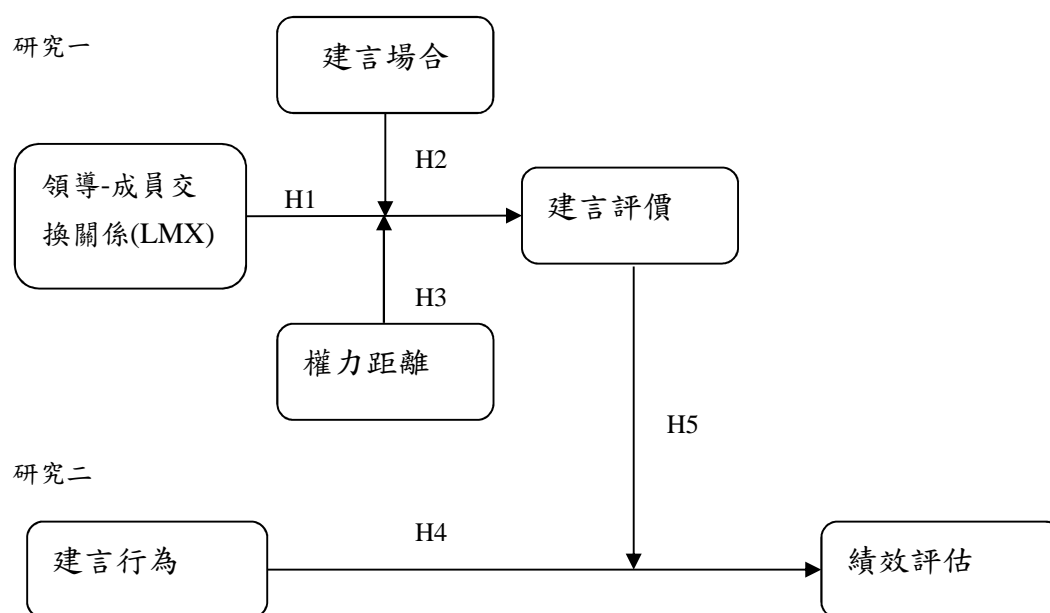 研究一
建言場合
H2
領導-成員交
換關係(LMX)
H1
建言評價
H3
權力距離
H5
研究二
H4
建言行為
績效評估